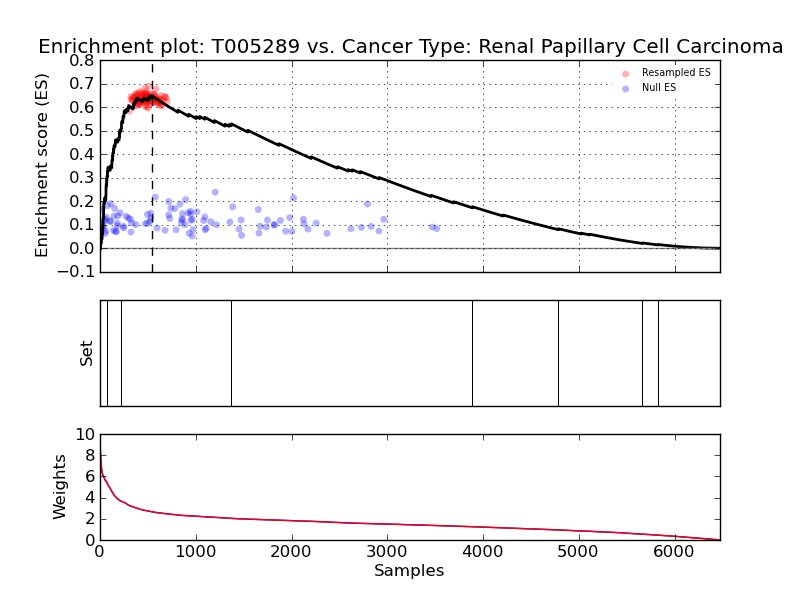 Enrichment plot: T005289 vs. Cancer Type: Renal Papillary Cell Carcinoma
Enrichment score (ES)
0.8
0.7
0.6
0.5
0.4
0.3
0.2
0.1
0.0
−0.1
Resampled ES
Null ES
Set
Weights
10
8
6
4
2
0
0 1000 2000 3000 4000 5000 6000
Samples